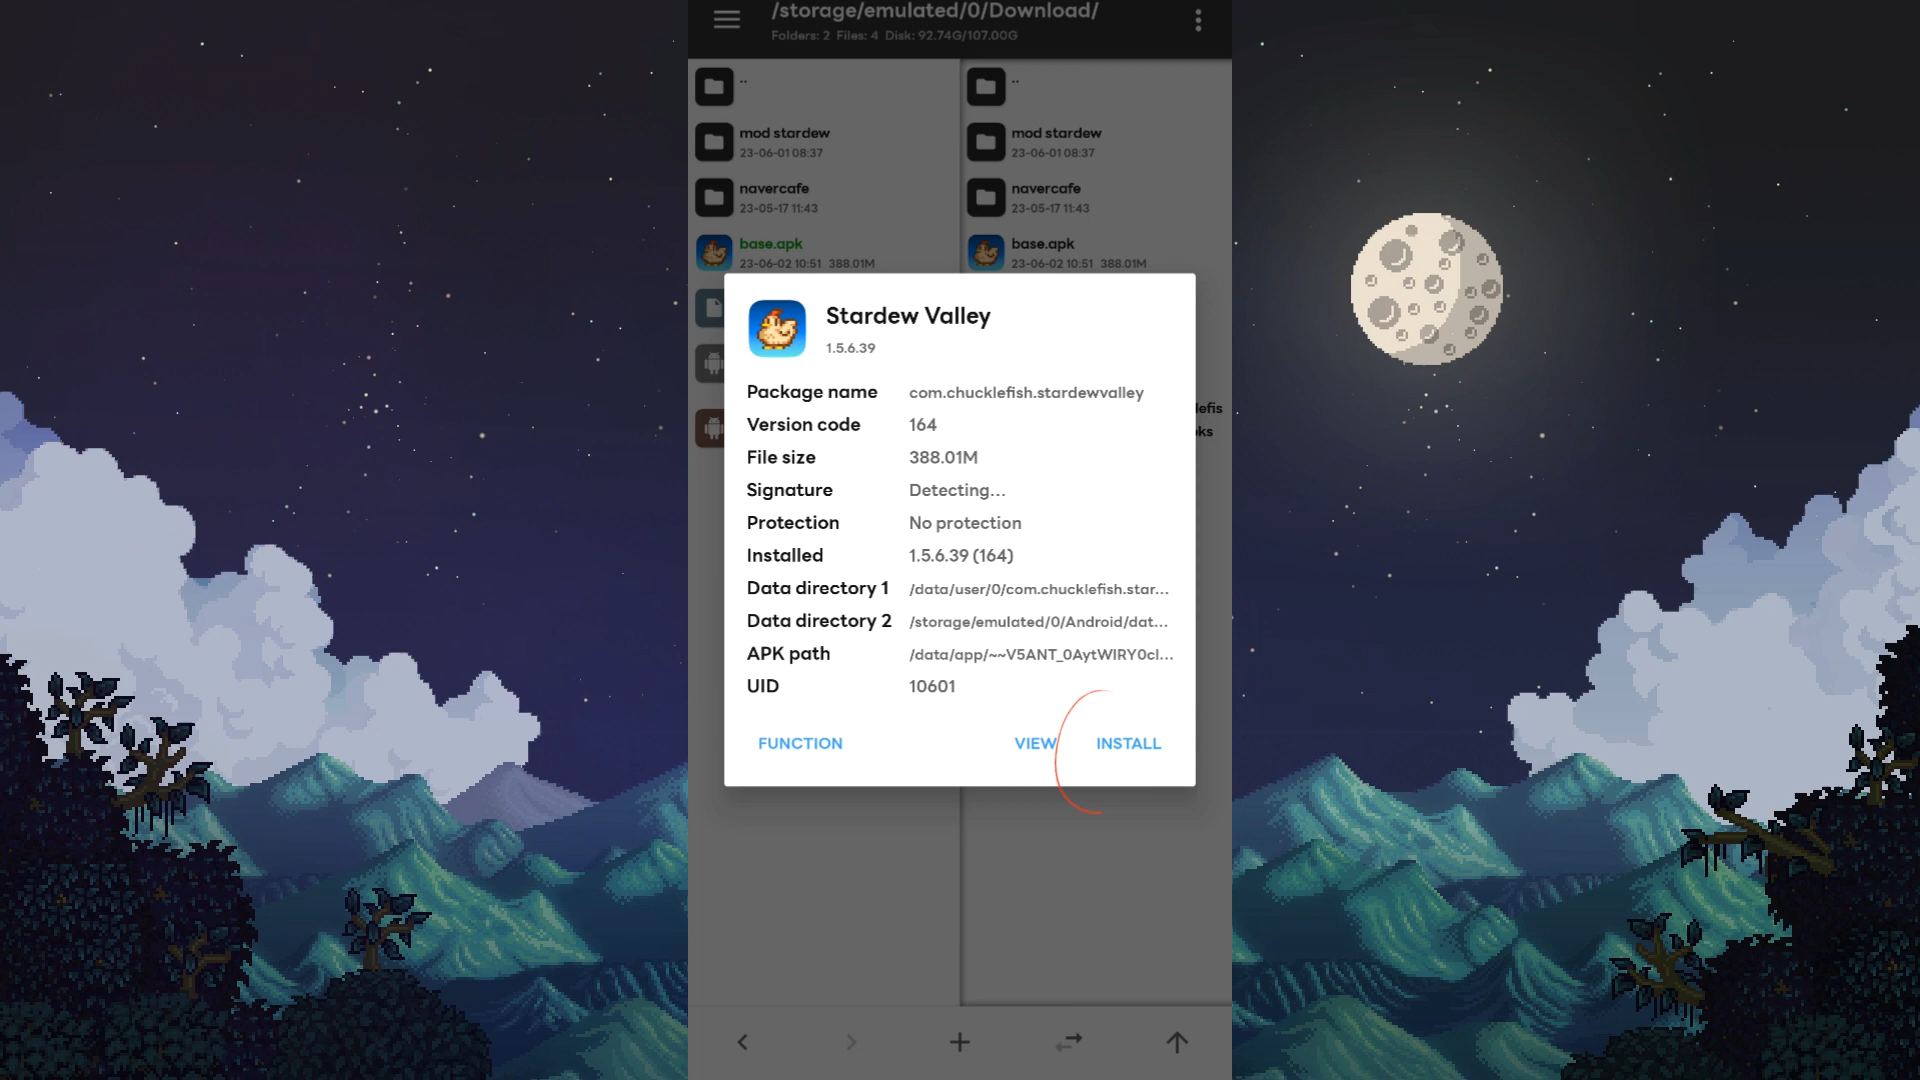 /storage/emulated/0/Download/
Folders: 2 Files: 4 Disk: 92.74G/107.00G
..
mod stardew
23-06-01 08:37
navercafe
23-05-17 11:43
base.apk
23-06-02 10:51 388.01M
..
mod stardew
23-06-01 08:37
navercafe
23-05-17 11:43
base.apk
23-06-02 10:51 388.01M
lefis
ks
Stardew Valley
1.5.6.39
Package name com.chucklefish.stardewvalley
Version code 164
File size 388.01M
Signature Detecting...
Protection No protection
Installed 1.5.6.39 (164)
Data directory 1 /data/user/0/com.chucklefish.star...
Data directory 2 /storage/emulated/0/Android/dat...
APK path /data/app/~~V5ANT_0AytWIRY0cl...
UID 10601
FUNCTION VIEW INSTALL